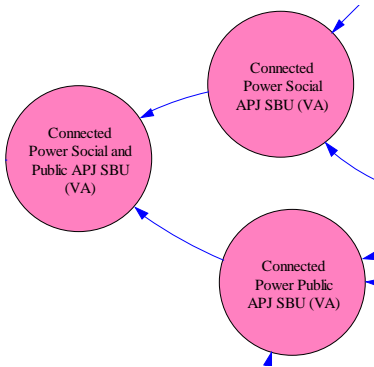 Connected
Power Social
APJ SBU (VA)
Connected
Power Social and
Public APJ SBU
(VA)
Connected
Power Public
APJ SBU (VA)